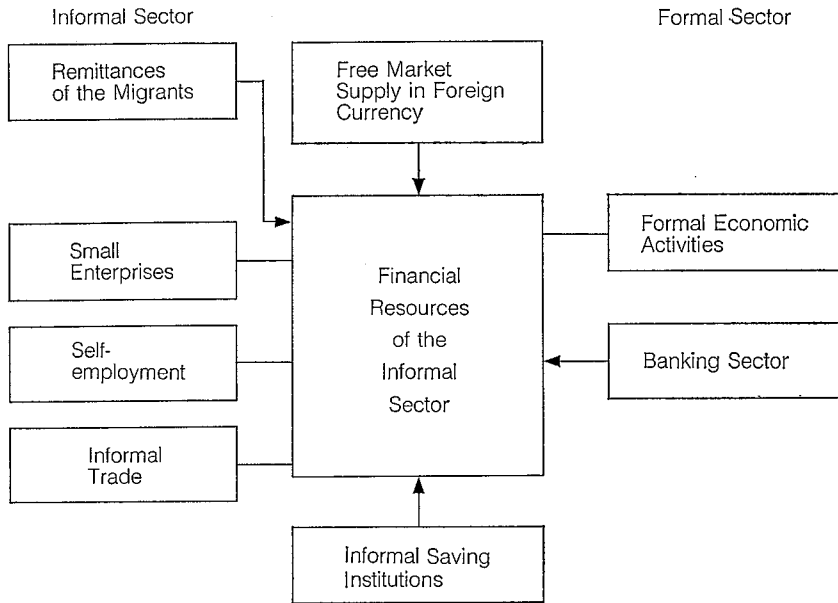 Informal Sector
Formal Sector
Remittances
of the Migrants
Free Market
Supply in Foreign
Currency
Small
Enterprises
Self-
employment
Informal
Trade
Financial
Resources
of the
Informal
Sector
Formal Economic
Activities
Banking Sector
Informal Saving
Institutions